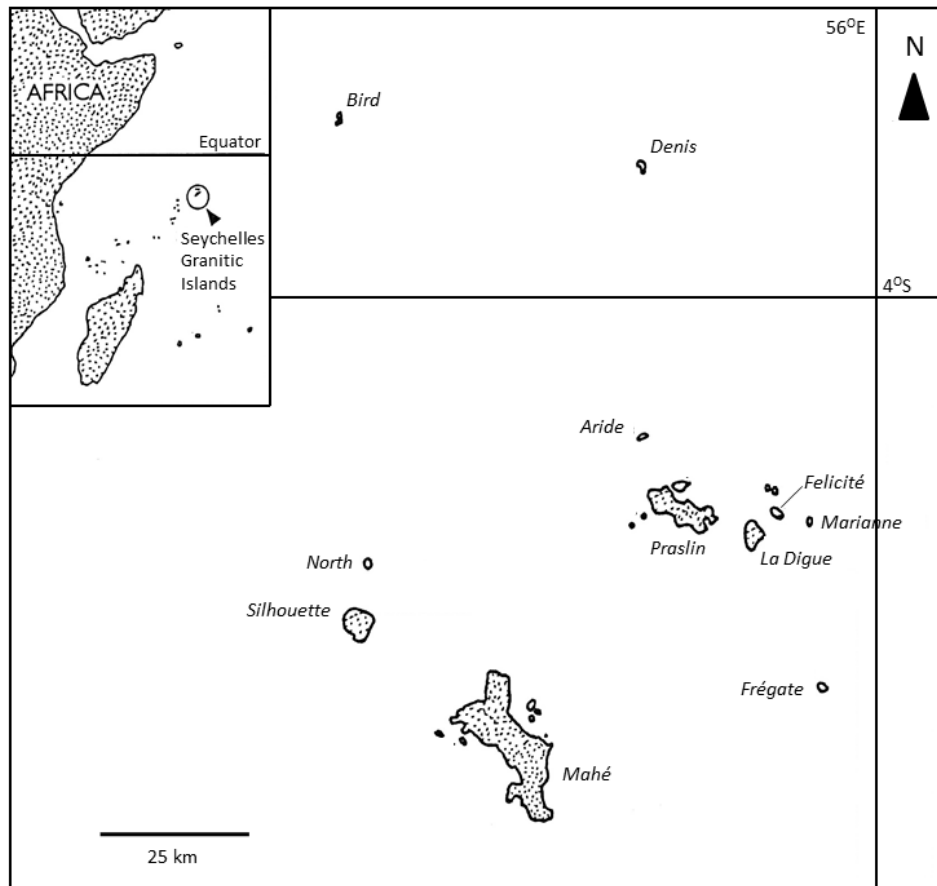 56°E
N
AFRICA
Bird
Equator
Denis
Seychelles
Granitic
Islands
4°S
Aride
Felicité
Marianne
Praslin
La Digue
North
Silhouette
Frégate
Mahé
25 km